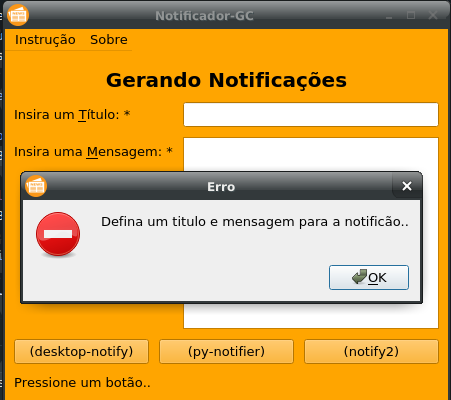 Notificador-GC
Instrução Sobre
Gerando Notificações
Insira um Título: *
Insira uma Mensagem: *
Erro
Defina um titulo e mensagem para a notificão..
OK
(desktop-notify) (py-notifier) (notify2)
Pressione um botão..